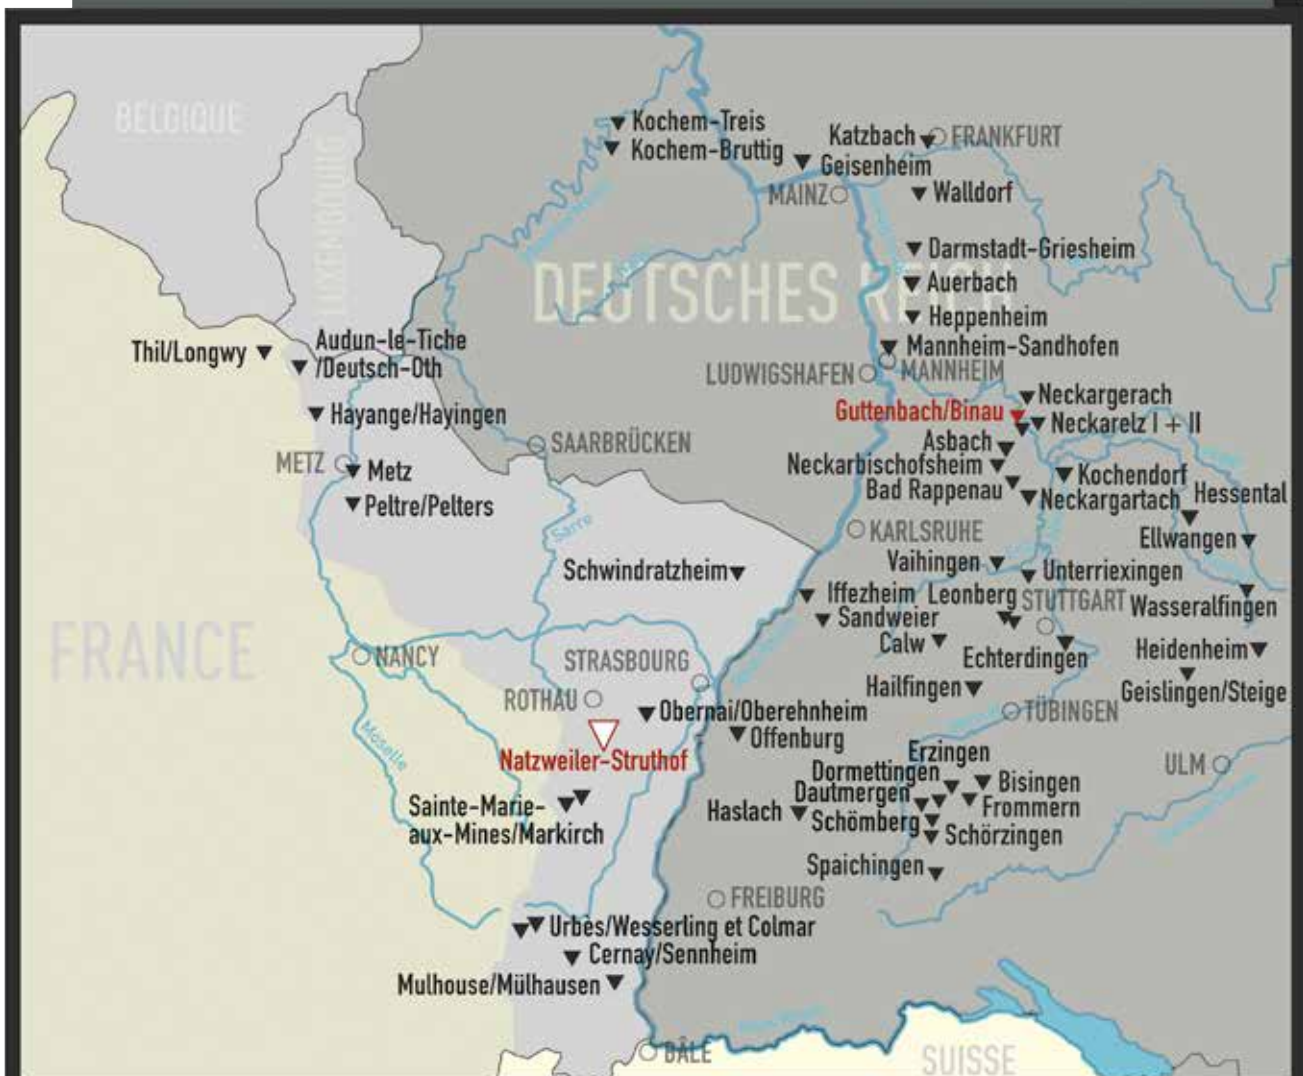 BELGIQUE
LUXEMBOURG
Kochem-Treis
Kochem-Bruttig
Katzbach
FRANKFURT
Geisenheim
MAINZ
Walldorf
DEUTSCHES REICH
Darmstadt-Griesheim
Auerbach
Heppenheim
Mannheim-Sandhofen
LUDWIGSHAFEN
MANNHEIM
Thil/Longwy
Audun-le-Tiche
/Deutsch-Oth
Hayange/Hayingen
METZ
Metz
Peltre/Pelters
SAARBRÜCKEN
Sarre
Neckargerach
Guttenbach/Binau
Neckarelz I + II
Asbach
Neckarbischofsheim
Kochendorf
Bad Rappenau
Neckargartach
Hessental
KARLSRUHE
Ellwangen
Vaihingen
Unterriexingen
Schwindratzheim
Iffezheim
Leonberg
STUTTGART
Wasseralfingen
Sandweier
Calw
Echterdingen
Heidenheim
FRANCE
NANCY
STRASBOURG
Hailfingen
Geislingen/Steige
ROTHAU
Obernai/Oberehnheim
TÜBINGEN
Moselle
Natzweiler-Struthof
Offenburg
Erzingen
ULM
Dormettingen
Bisingen
Dautmergen
Frommern
Sainte-Marie-
aux-Mines/Markirch
Haslach
Schömberg
Schörzingen
Spaichingen
FREIBURG
Urbès/Wesserling et Colmar
Cernay/Sennheim
Mulhouse/Mülhausen
BÂLE
SUISSE